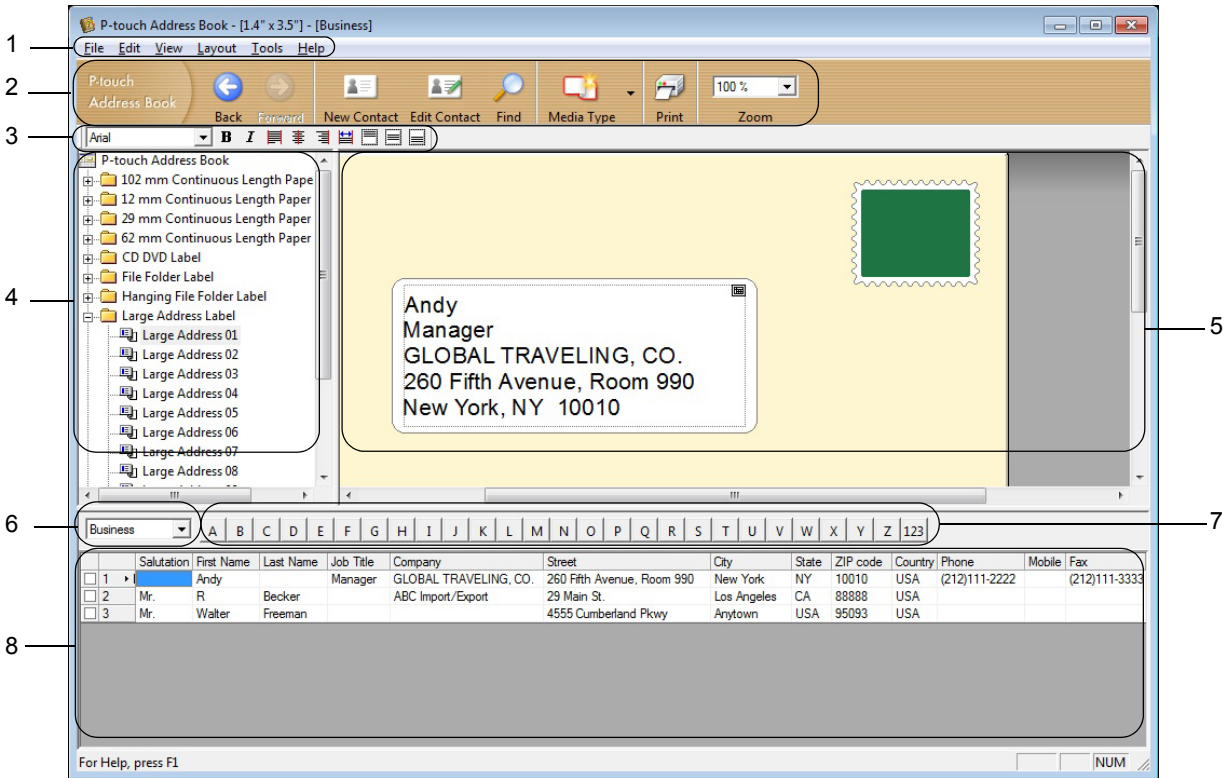 P-touch Address Book - [1.4" x 3.5"] - [Business]
1
File Edit View Layout Tools Help
2
P-touch
Address Book
Back Forward New Contact Edit Contact Find Media Type Print 100 % Zoom
3
Arial B I
P-touch Address Book
102 mm Continuous Length Pape
12 mm Continuous Length Paper
29 mm Continuous Length Paper
62 mm Continuous Length Paper
CD DVD Label
File Folder Label
4
Hanging File Folder Label
Large Address Label
Large Address 01
Large Address 02
Large Address 03
Large Address 04
Large Address 05
Large Address 06
Large Address 07
Large Address 08
Andy
Manager
GLOBAL TRAVELING, CO.
260 Fifth Avenue, Room 990
New York, NY 10010
5
6
Business
A B C D E F G H I J K L M N O P Q R S T U V W X Y Z 123
7
Salutation First Name Last Name Job Title Company Street City State ZIP code Country Phone Mobile Fax
1 Andy Manager GLOBAL TRAVELING, CO. 260 Fifth Avenue, Room 990 New York NY 10010 USA (212)111-2222 (212)111-3333
2 Mr. R Becker ABC Import/Export 29 Main St. Los Angeles CA 88888 USA
3 Mr. Walter Freeman 4555 Cumberland Pkwy Anytown USA 95093 USA
8
For Help, press F1
NUM